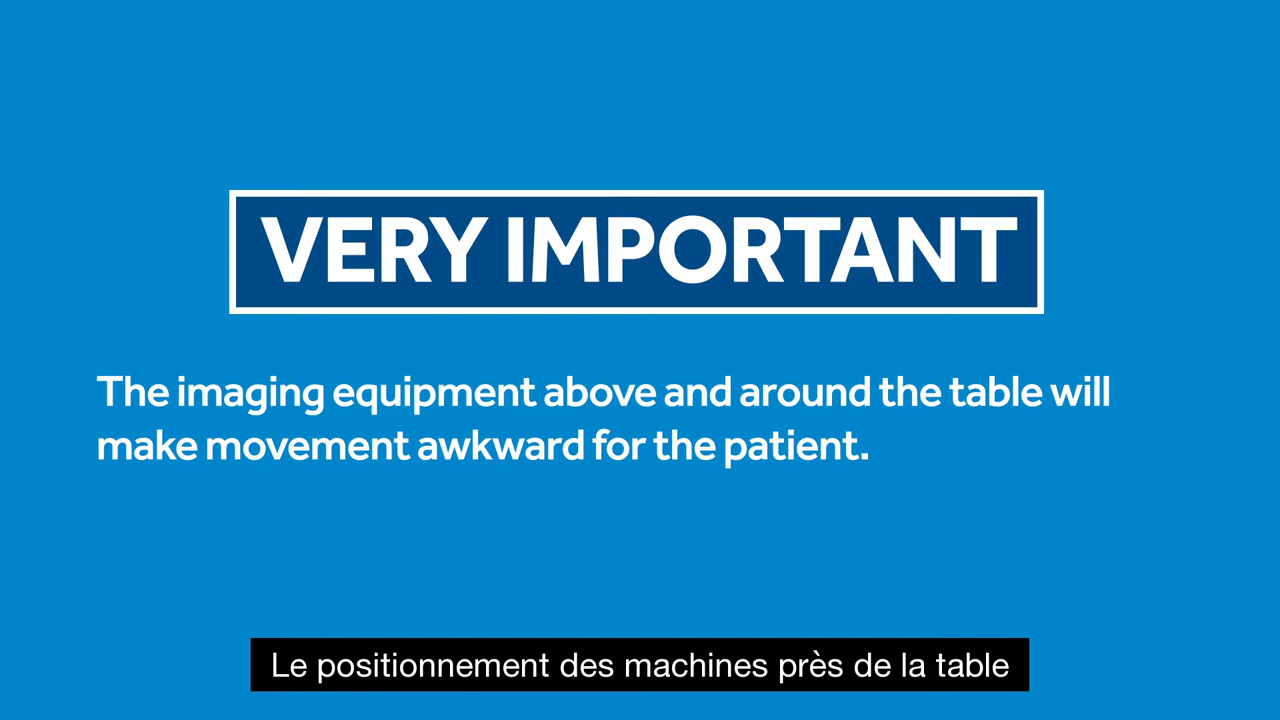 VERY IMPORTANT
The imaging equipment above and around the table will
make movement awkward for the patient.
Le positionnement des machines près de la table